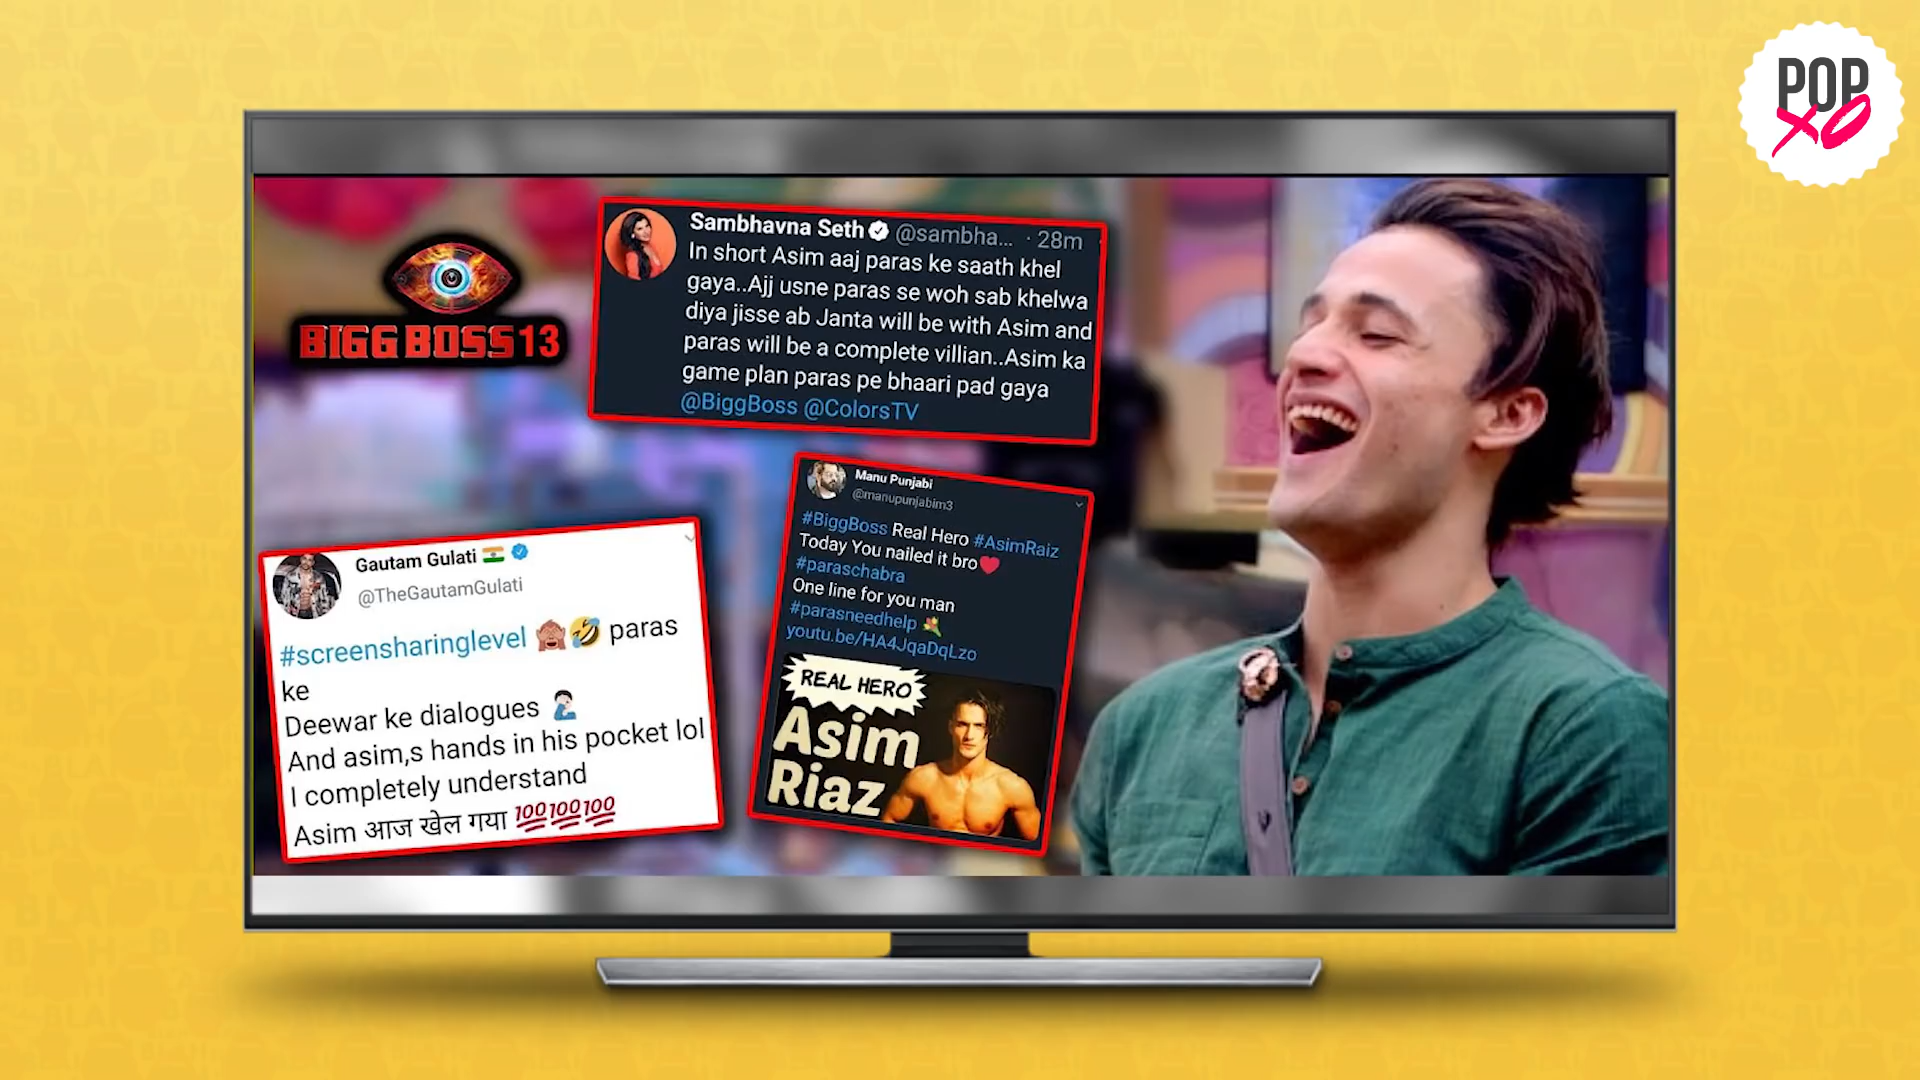 POP
XO
BIGG BOSS 13
Sambhavna Seth @sambha... · 28m
In short Asim aaj paras ke saath khel
gaya..Ajj usne paras se woh sab khelwa
diya jisse ab Janta will be with Asim and
paras will be a complete villian..Asim ka
game plan paras pe bhaari pad gaya
@BiggBoss @ColorsTV
Manu Punjabi
@manupunjabim3
#BiggBoss Real Hero #AsimRaiz
Today You nailed it bro❤️
#paraschabra
One line for you man
#parasneedhelp 💐
youtu.be/HA4JqaDqLzo
REAL HERO
Asim
Riaz
Gautam Gulati 🇮🇳
@TheGautamGulati
#screensharinglevel 🙈🤣 paras
ke
Deewar ke dialogues 🤦🏻‍♂️
And asim,s hands in his pocket lol
I completely understand
Asim आज खेल गया 💯💯💯